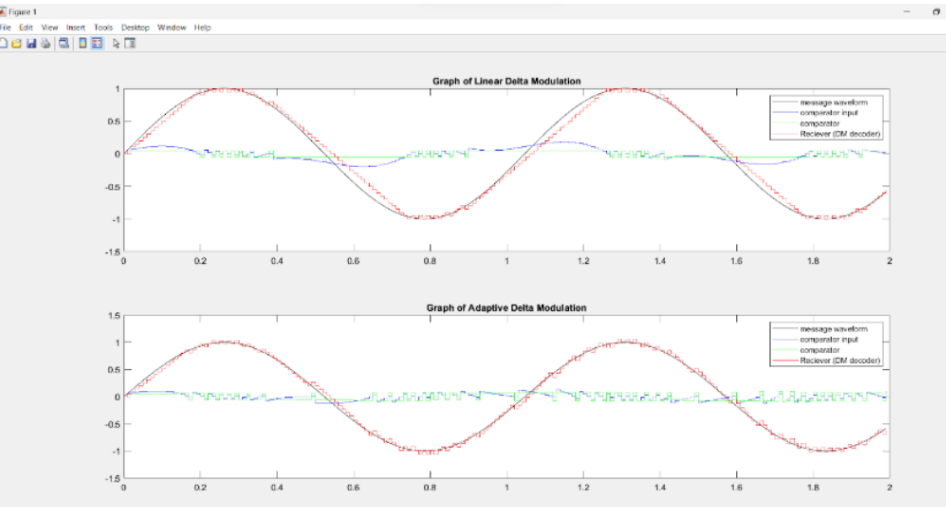 Figure 1
File Edit View Insert Tools Desktop Window Help
Graph of Linear Delta Modulation
1
0.5
0
-0.5
-1
-1.5
0 0.2 0.4 0.6 0.8 1 1.2 1.4 1.6 1.8 2
message waveform
comparator input
comparator
Reciever (DM decoder)
Graph of Adaptive Delta Modulation
1.5
1
0.5
0
-0.5
-1
-1.5
0 0.2 0.4 0.6 0.8 1 1.2 1.4 1.6 1.8 2
message waveform
comparator input
comparator
Reciever (DM decoder)